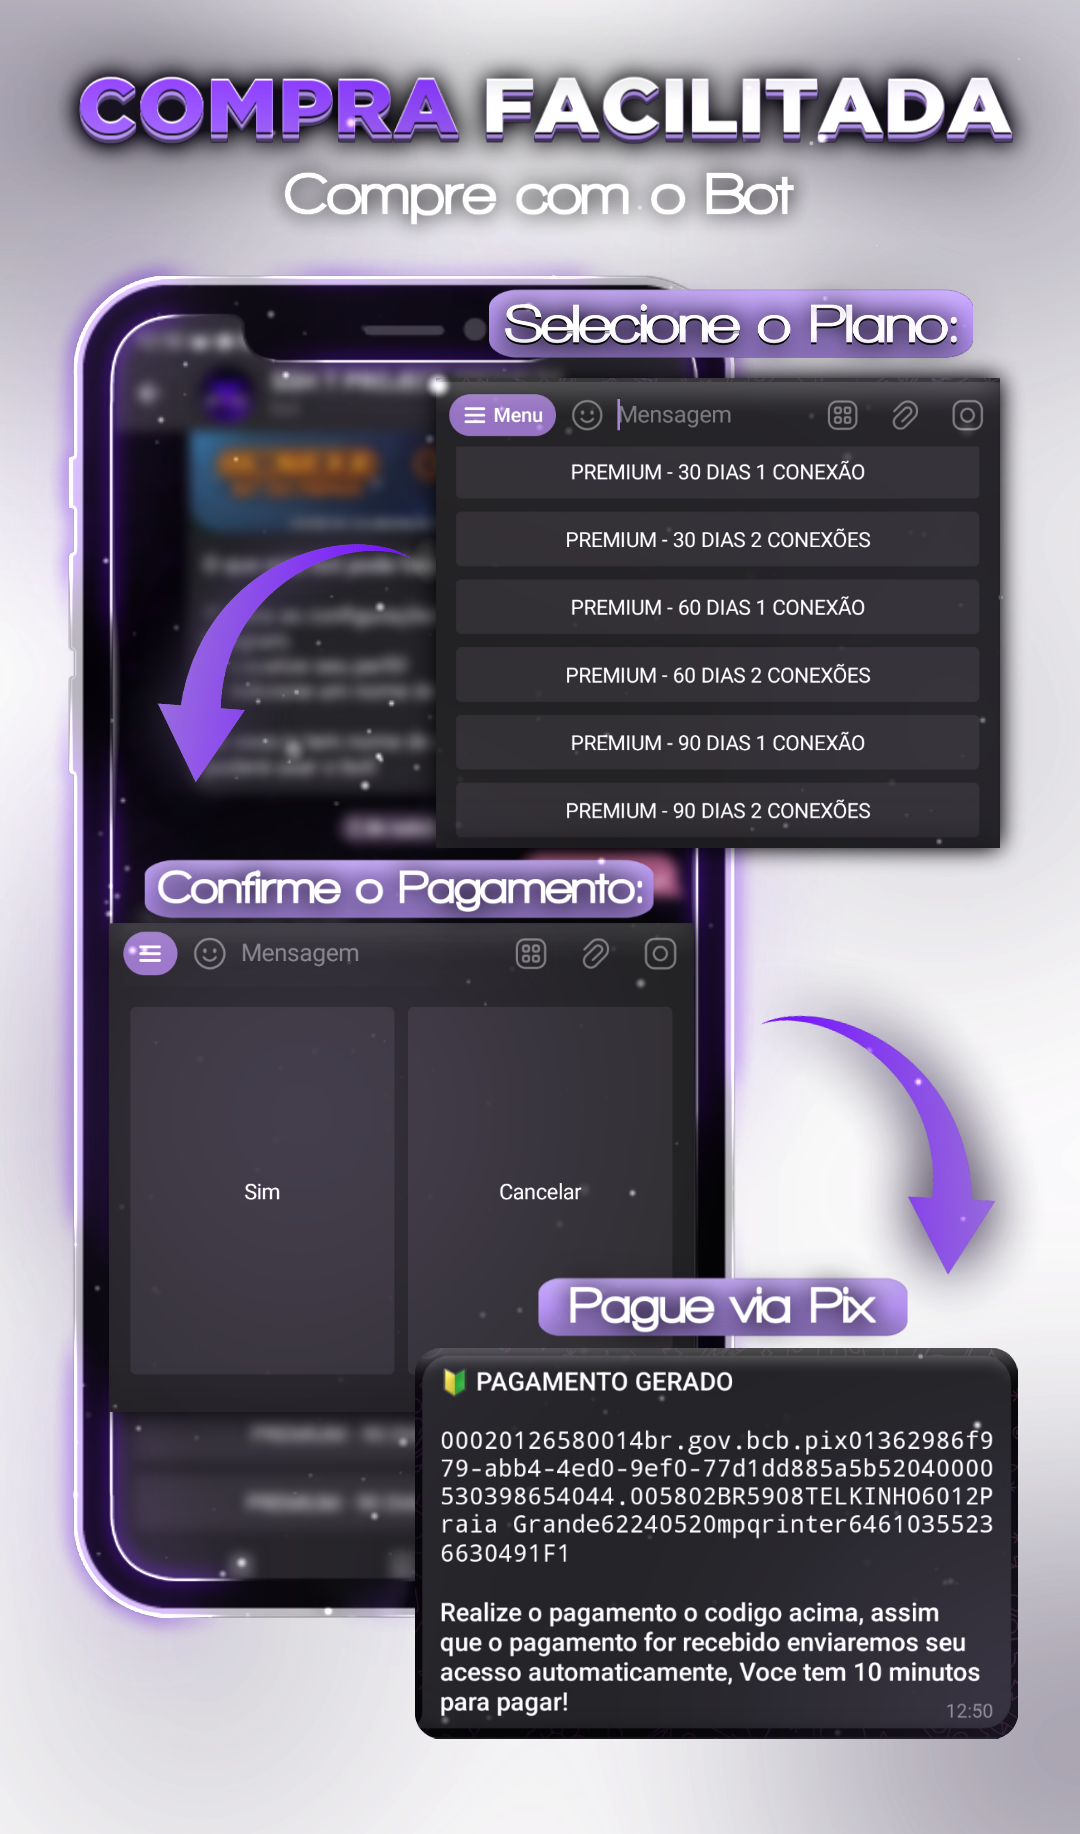 COMPRA FACILITADA
Compre com o Bot
Selecione o Plano:
Menu
Mensagem
PREMIUM - 30 DIAS 1 CONEXÃO
PREMIUM - 30 DIAS 2 CONEXÕES
PREMIUM - 60 DIAS 1 CONEXÃO
PREMIUM - 60 DIAS 2 CONEXÕES
PREMIUM - 90 DIAS 1 CONEXÃO
PREMIUM - 90 DIAS 2 CONEXÕES
Confirme o Pagamento:
Mensagem
Sim
Cancelar
Pague via Pix
PAGAMENTO GERADO
00020126580014br.gov.bcb.pix01362986f9
79-abb4-4ed0-9ef0-77d1dd885a5b52040000
530398654044.005802BR5908TELKINHO6012P
raia Grande62240520mpqrinter6461035523
6630491F1
Realize o pagamento o codigo acima, assim
que o pagamento for recebido enviaremos seu
acesso automaticamente, Voce tem 10 minutos
para pagar!
12:50